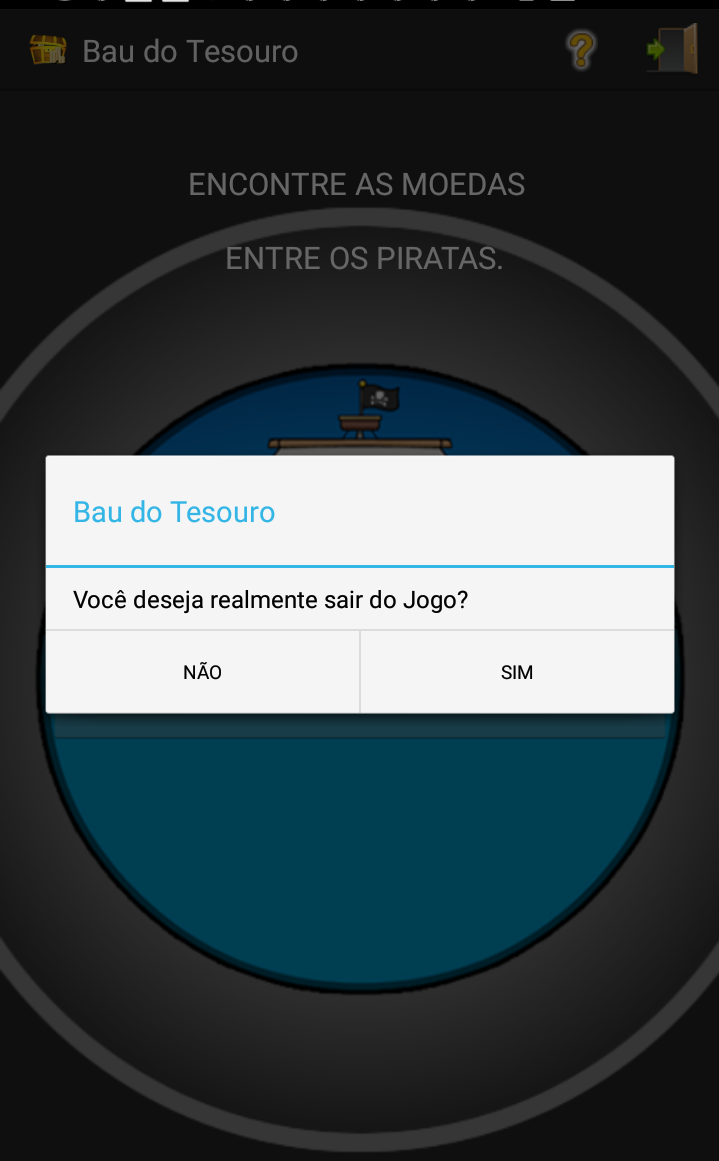 Bau do Tesouro
ENCONTRE AS MOEDAS
ENTRE OS PIRATAS.
Bau do Tesouro
Você deseja realmente sair do Jogo?
NÃO
SIM